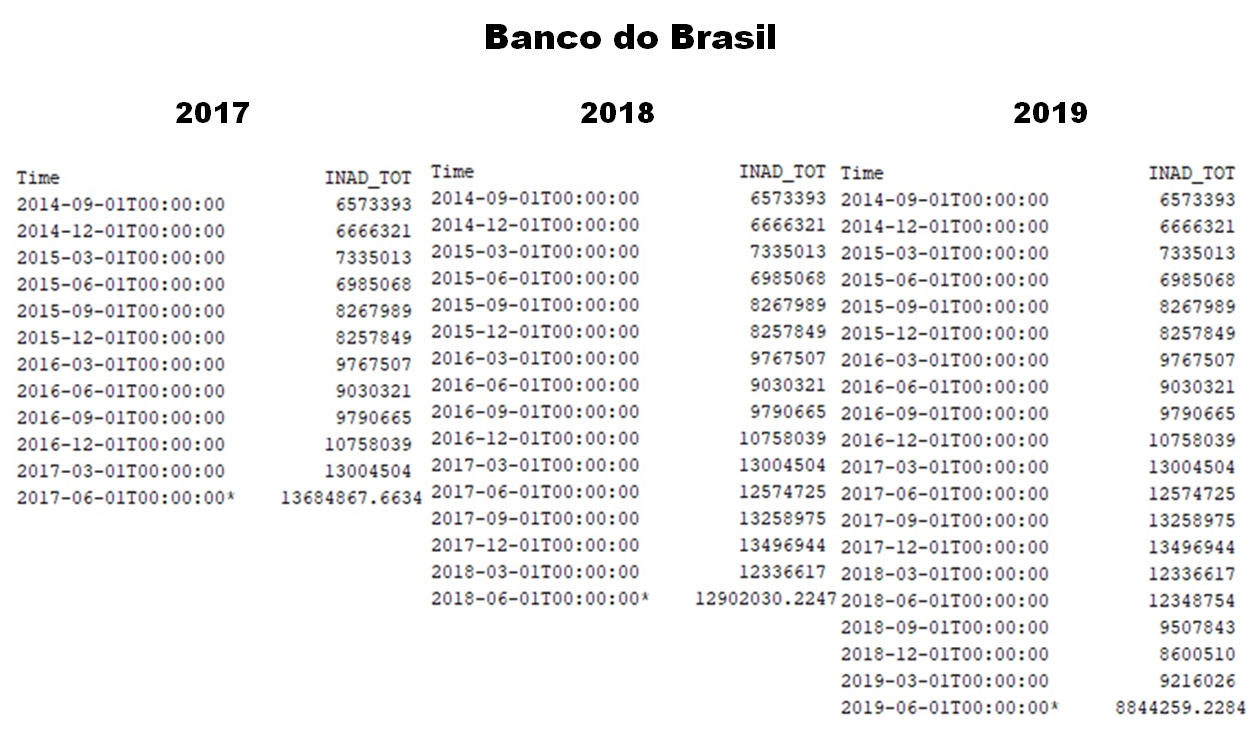 Banco do Brasil
2017
Time INAD_TOT
2014-09-01T00:00:00 6573393
2014-12-01T00:00:00 6666321
2015-03-01T00:00:00 7335013
2015-06-01T00:00:00 6985068
2015-09-01T00:00:00 8267989
2015-12-01T00:00:00 8257849
2016-03-01T00:00:00 9767507
2016-06-01T00:00:00 9030321
2016-09-01T00:00:00 9790665
2016-12-01T00:00:00 10758039
2017-03-01T00:00:00 13004504
2017-06-01T00:00:00* 13684867.6634
2018
Time INAD_TOT
2014-09-01T00:00:00 6573393
2014-12-01T00:00:00 6666321
2015-03-01T00:00:00 7335013
2015-06-01T00:00:00 6985068
2015-09-01T00:00:00 8267989
2015-12-01T00:00:00 8257849
2016-03-01T00:00:00 9767507
2016-06-01T00:00:00 9030321
2016-09-01T00:00:00 9790665
2016-12-01T00:00:00 10758039
2017-03-01T00:00:00 13004504
2017-06-01T00:00:00 12574725
2017-09-01T00:00:00 13258975
2017-12-01T00:00:00 13496944
2018-03-01T00:00:00 12336617
2018-06-01T00:00:00* 12902030.2247
2019
Time INAD_TOT
2014-09-01T00:00:00 6573393
2014-12-01T00:00:00 6666321
2015-03-01T00:00:00 7335013
2015-06-01T00:00:00 6985068
2015-09-01T00:00:00 8267989
2015-12-01T00:00:00 8257849
2016-03-01T00:00:00 9767507
2016-06-01T00:00:00 9030321
2016-09-01T00:00:00 9790665
2016-12-01T00:00:00 10758039
2017-03-01T00:00:00 13004504
2017-06-01T00:00:00 12574725
2017-09-01T00:00:00 13258975
2017-12-01T00:00:00 13496944
2018-03-01T00:00:00 12336617
2018-06-01T00:00:00 12348754
2018-09-01T00:00:00 9507843
2018-12-01T00:00:00 8600510
2019-03-01T00:00:00 9216026
2019-06-01T00:00:00* 8844259.2284